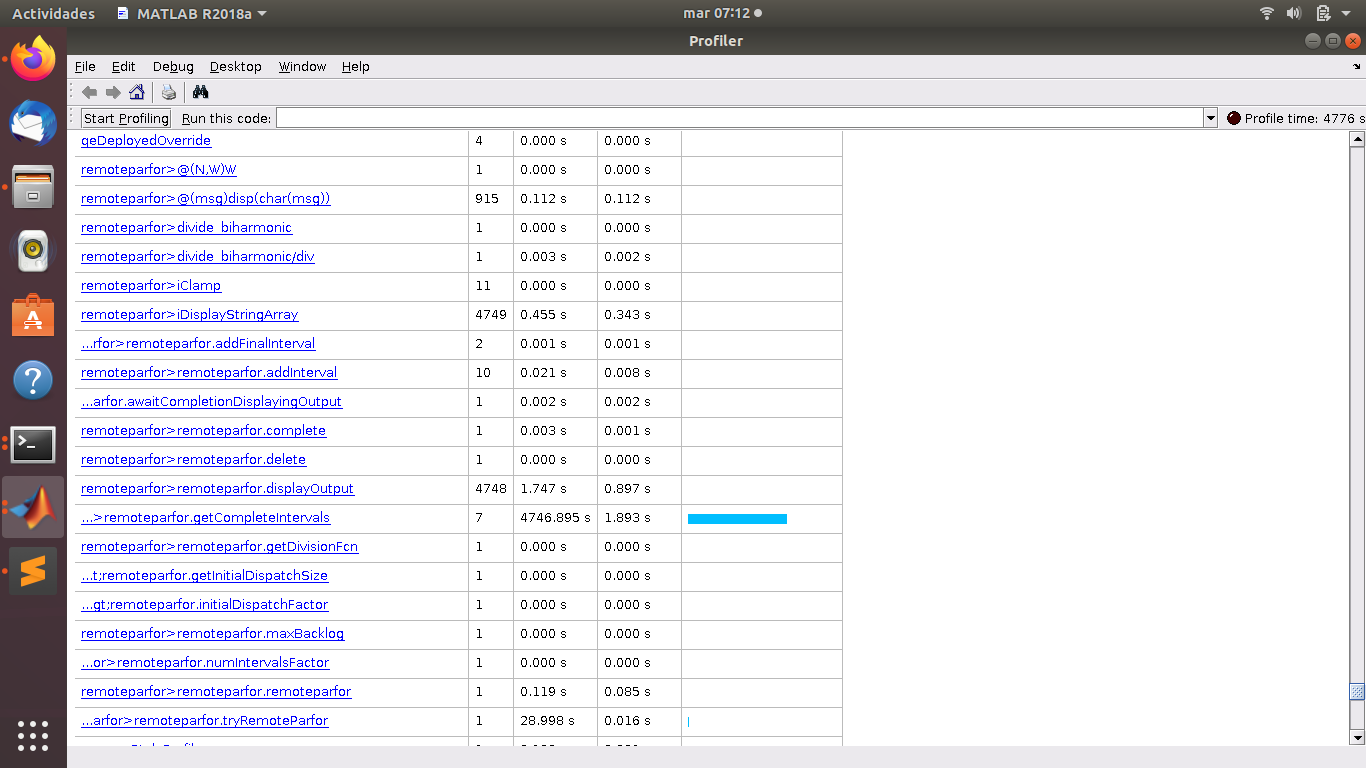 Actividades MATLAB R2018a mar 07:12
Profiler
File Edit Debug Desktop Window Help
Start Profiling Run this code: Profile time: 4776 s
qeDeployedOverride 4 0.000 s 0.000 s
remoteparfor>@(N,W)W 1 0.000 s 0.000 s
remoteparfor>@(msg)disp(char(msg)) 915 0.112 s 0.112 s
remoteparfor>divide_biharmonic 1 0.000 s 0.000 s
remoteparfor>divide_biharmonic/div 1 0.003 s 0.002 s
remoteparfor>iClamp 11 0.000 s 0.000 s
remoteparfor>iDisplayStringArray 4749 0.455 s 0.343 s
...rfor>remoteparfor.addFinalInterval 2 0.001 s 0.001 s
remoteparfor>remoteparfor.addInterval 10 0.021 s 0.008 s
...arfor.awaitCompletionDisplayingOutput 1 0.002 s 0.002 s
remoteparfor>remoteparfor.complete 1 0.003 s 0.001 s
remoteparfor>remoteparfor.delete 1 0.000 s 0.000 s
remoteparfor>remoteparfor.displayOutput 4748 1.747 s 0.897 s
...>remoteparfor.getCompleteIntervals 7 4746.895 s 1.893 s
remoteparfor>remoteparfor.getDivisionFcn 1 0.000 s 0.000 s
...t;remoteparfor.getInitialDispatchSize 1 0.000 s 0.000 s
...gt;remoteparfor.initialDispatchFactor 1 0.000 s 0.000 s
remoteparfor>remoteparfor.maxBacklog 1 0.000 s 0.000 s
...or>remoteparfor.numIntervalsFactor 1 0.000 s 0.000 s
remoteparfor>remoteparfor.remoteparfor 1 0.119 s 0.085 s
...arfor>remoteparfor.tryRemoteParfor 1 28.998 s 0.016 s